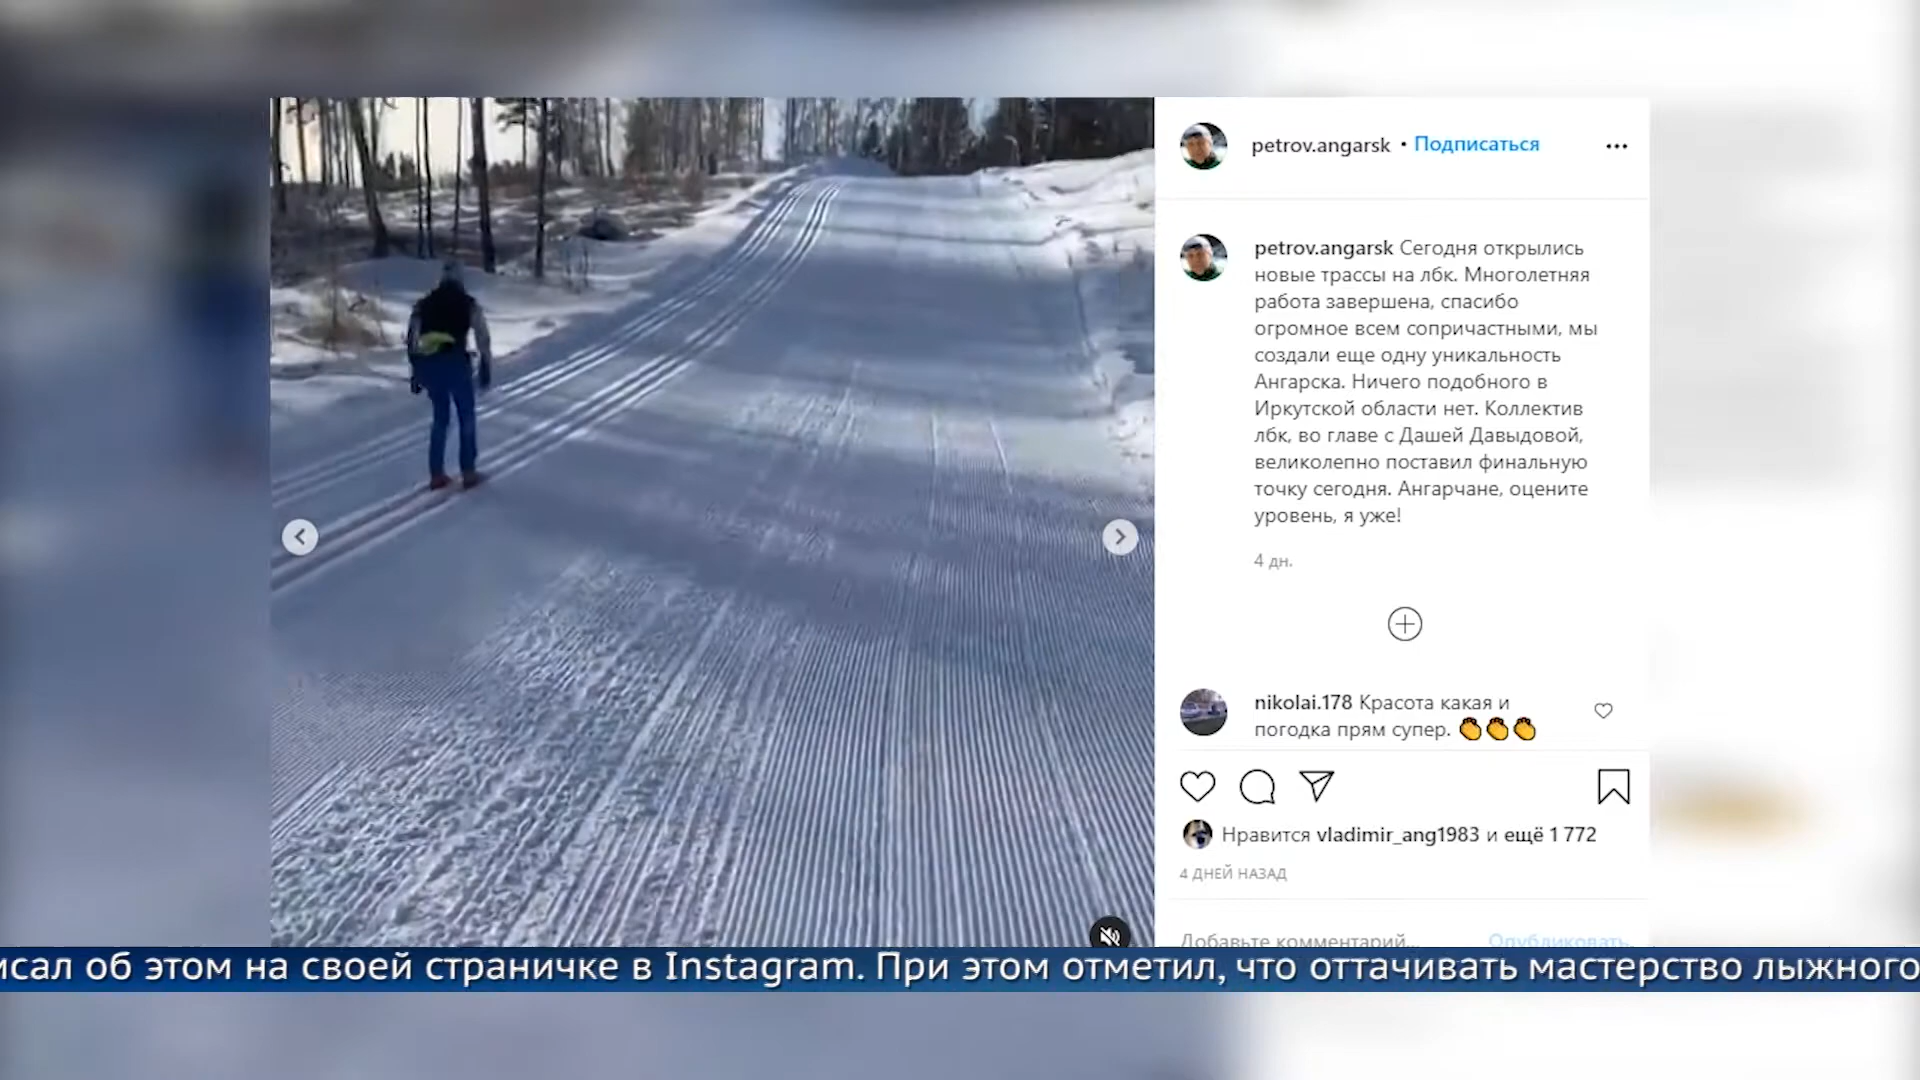 petrov.angarsk • Подписаться
petrov.angarsk Сегодня открылись
новые трассы на лбк. Многолетняя
работа завершена, спасибо
огромное всем сопричастными, мы
создали еще одну уникальность
Ангарска. Ничего подобного в
Иркутской области нет. Коллектив
лбк, во главе с Дашей Давыдовой,
великолепно поставил финальную
точку сегодня. Ангарчане, оцените
уровень, я уже!
4 дн.
nikolai.178 Красота какая и
погодка прям супер. 👏👏👏
Нравится vladimir_ang1983 и ещё 1 772
4 ДНЕЙ НАЗАД
Добавьте комментарий... Опубликовать
исал об этом на своей страничке в Instagram. При этом отметил, что оттачивать мастерство лыжного